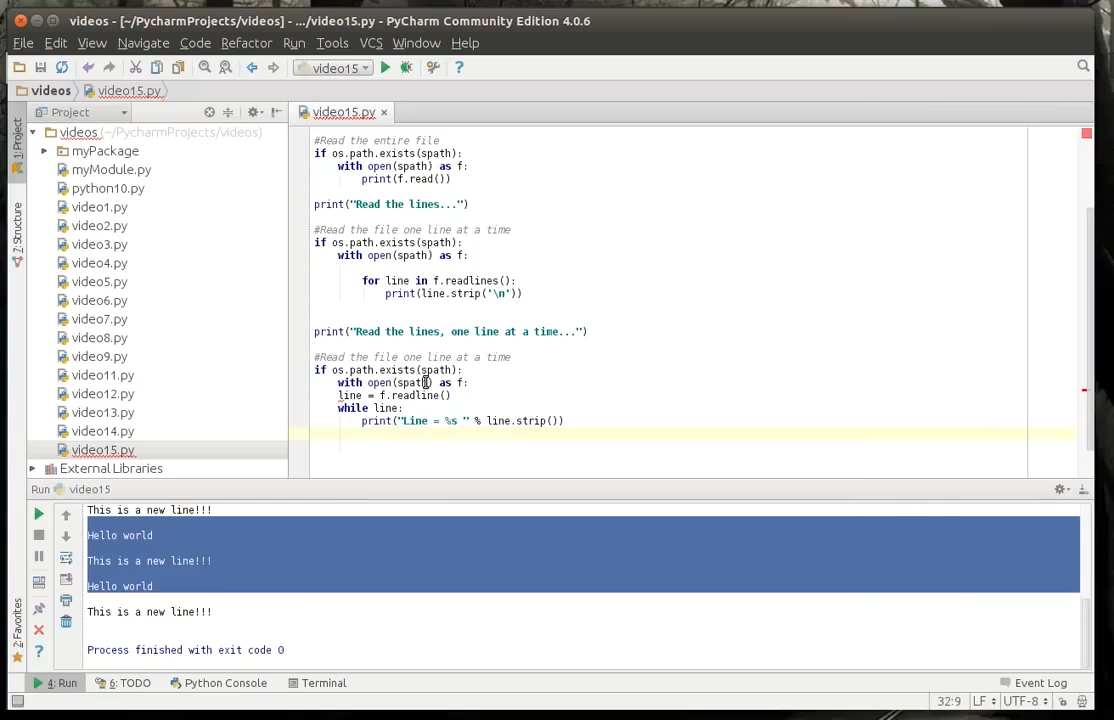 videos - [~/PycharmProjects/videos] - .../video15.py - PyCharm Community Edition 4.0.6
File Edit View Navigate Code Refactor Run Tools VCS Window Help
video15
videos video15.py
Project video15.py
1: Project
7: Structure
2: Favorites
videos (~/PycharmProjects/videos)
myPackage
myModule.py
python10.py
video1.py
video2.py
video3.py
video4.py
video5.py
video6.py
video7.py
video8.py
video9.py
video11.py
video12.py
video13.py
video14.py
video15.py
External Libraries
#Read the entire file
if os.path.exists(spath):
with open(spath) as f:
print(f.read())
print("Read the lines...")
#Read the file one line at a time
if os.path.exists(spath):
with open(spath) as f:
for line in f.readlines():
print(line.strip('\n'))
print("Read the lines, one line at a time...")
#Read the file one line at a time
if os.path.exists(spath):
with open(spath) as f:
line = f.readline()
while line:
print("Line = %s " % line.strip())
Run video15
This is a new line!!!
Hello world
This is a new line!!!
Hello world
This is a new line!!!
Process finished with exit code 0
4: Run 6: TODO Python Console Terminal Event Log
32:9 LF UTF-8